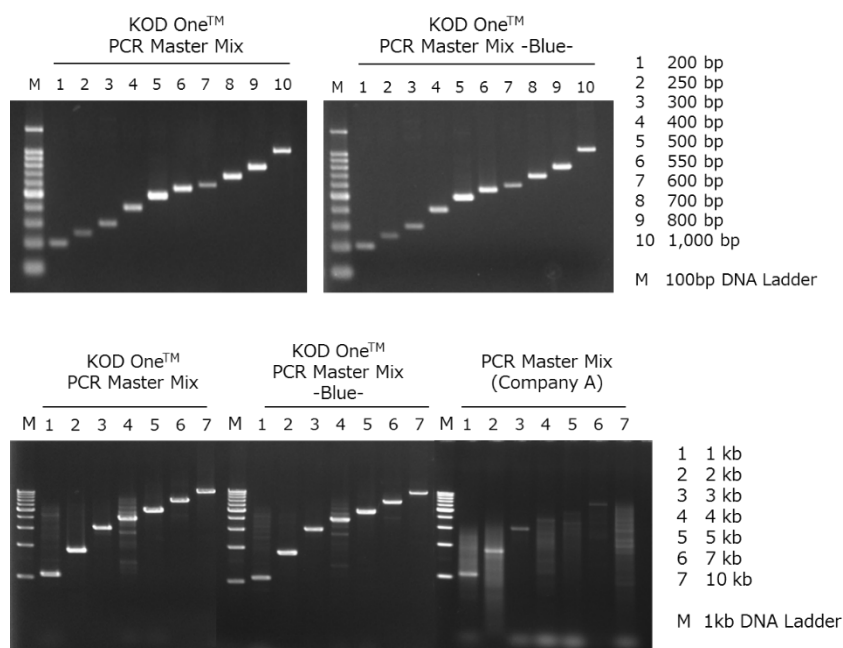 KOD One™
PCR Master Mix
KOD One™
PCR Master Mix -Blue-
M 1 2 3 4 5 6 7 8 9 10
M 1 2 3 4 5 6 7 8 9 10
1 200 bp
2 250 bp
3 300 bp
4 400 bp
5 500 bp
6 550 bp
7 600 bp
8 700 bp
9 800 bp
10 1,000 bp
M 100bp DNA Ladder
KOD One™
PCR Master Mix
KOD One™
PCR Master Mix
-Blue-
PCR Master Mix
(Company A)
M 1 2 3 4 5 6 7
M 1 2 3 4 5 6 7
M 1 2 3 4 5 6 7
1 1 kb
2 2 kb
3 3 kb
4 4 kb
5 5 kb
6 7 kb
7 10 kb
M 1kb DNA Ladder